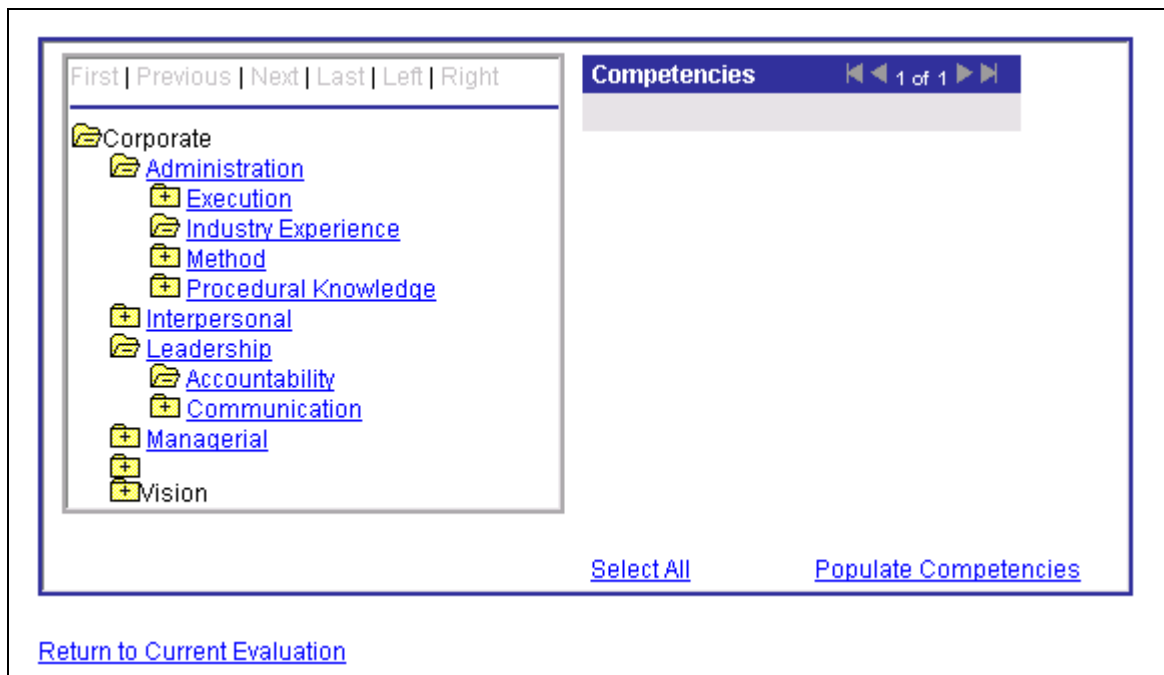 First | Previous | Next | Last | Left | Right
Corporate
Administration
Execution
Industry Experience
Method
Procedural Knowledge
Interpersonal
Leadership
Accountability
Communication
Managerial
Vision
Competencies 1 of 1
Select All
Populate Competencies
Return to Current Evaluation